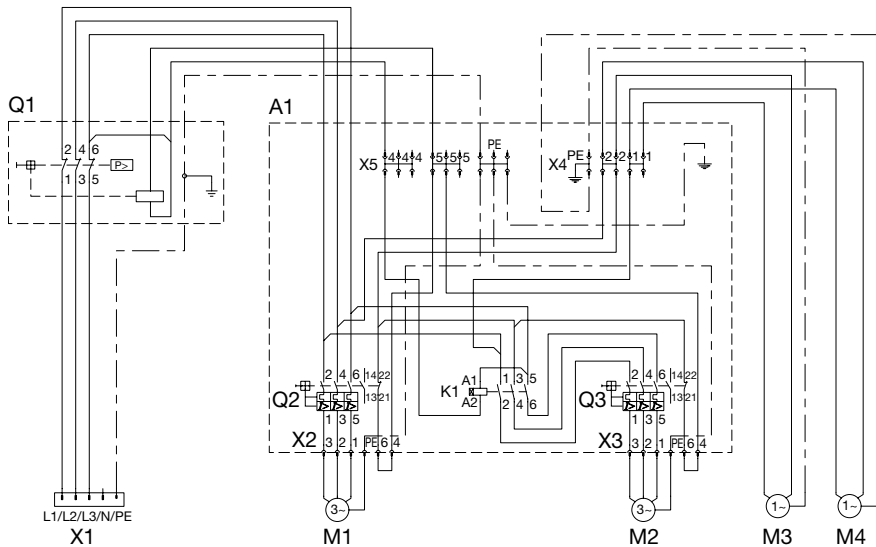 Q1
A1
2 4 6
P>
1 3 5
X5
4 4 4
5 5 5
PE
X4
PE
2 2 1 1
2 4 6 14 22
Q2
13 21
1 3 5
X2
3 2 1 PE 6 4
K1
A1
A2
1 3 5
2 4 6
2 4 6 14 22
Q3
13 21
1 3 5
X3
3 2 1 PE 6 4
L1/L2/L3/N/PE
X1
3~
M1
3~
M2
1~
M3
1~
M4